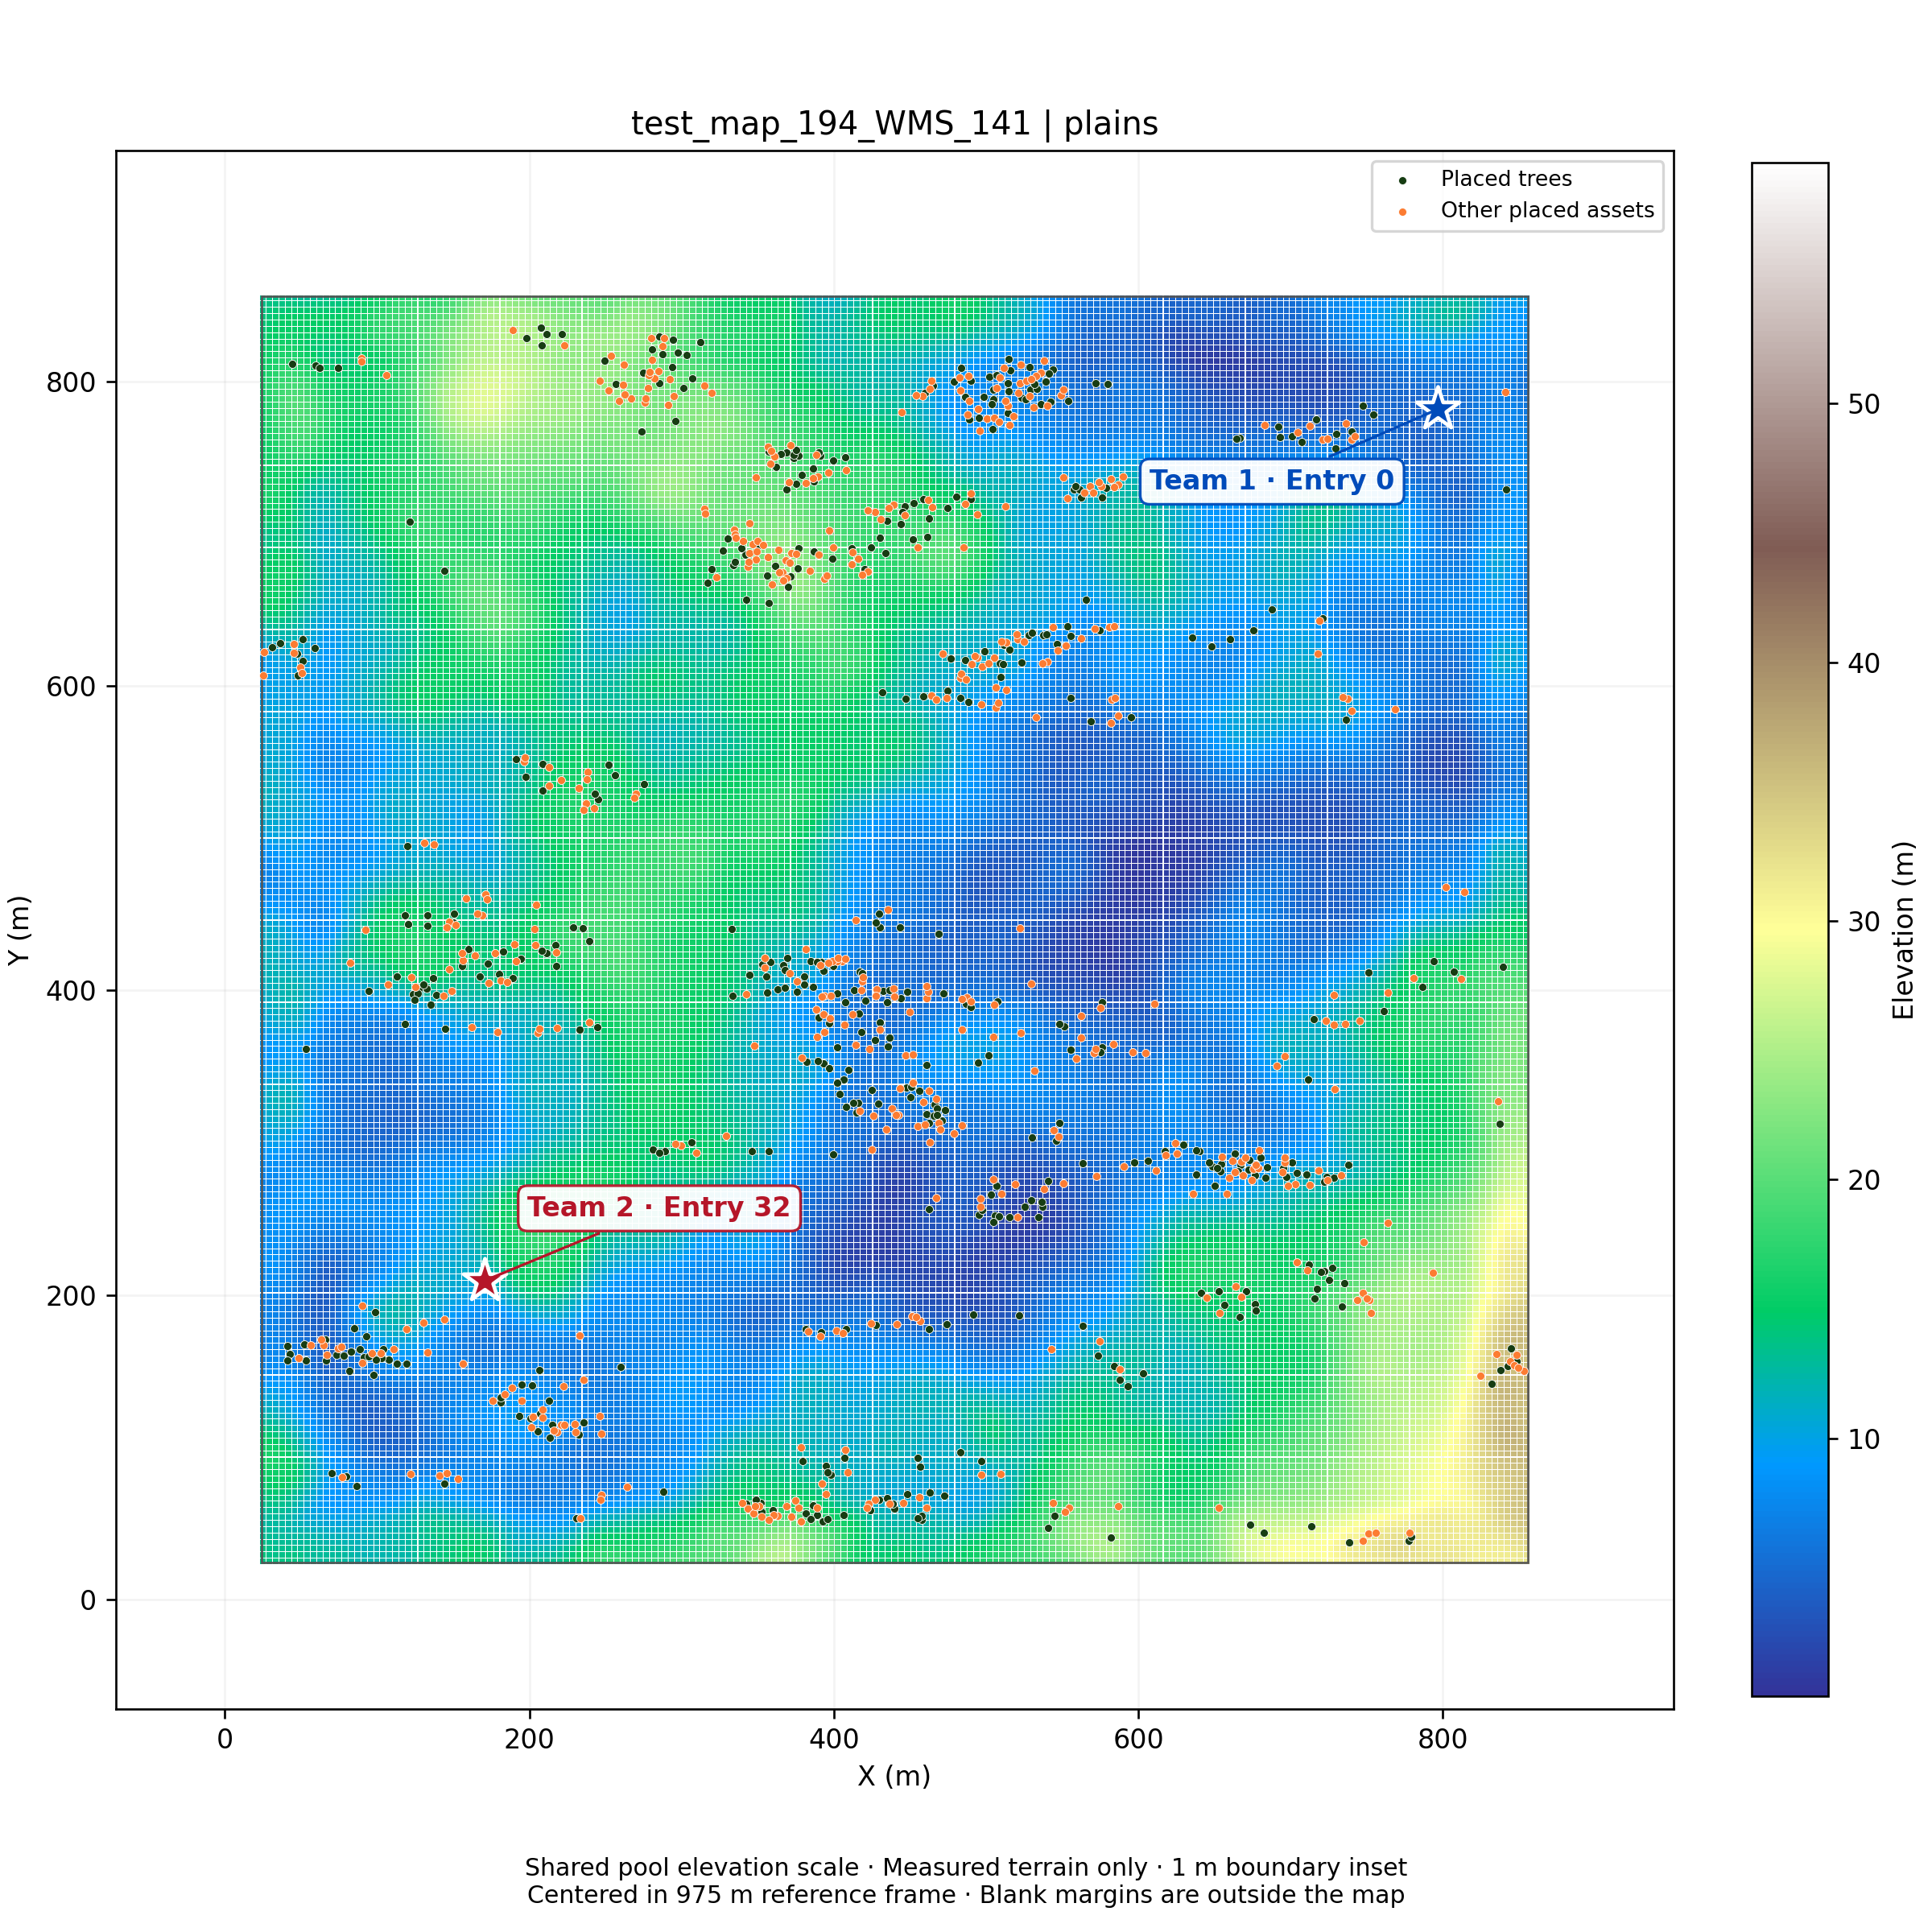 test_map_194_WMS_141 | plains
Placed trees
Other placed assets
Team 1 · Entry 0
Team 2 · Entry 32
800
600
400
200
0
0
200
400
600
800
X (m)
Y (m)
50
40
30
20
10
Elevation (m)
Shared pool elevation scale · Measured terrain only · 1 m boundary inset
Centered in 975 m reference frame · Blank margins are outside the map